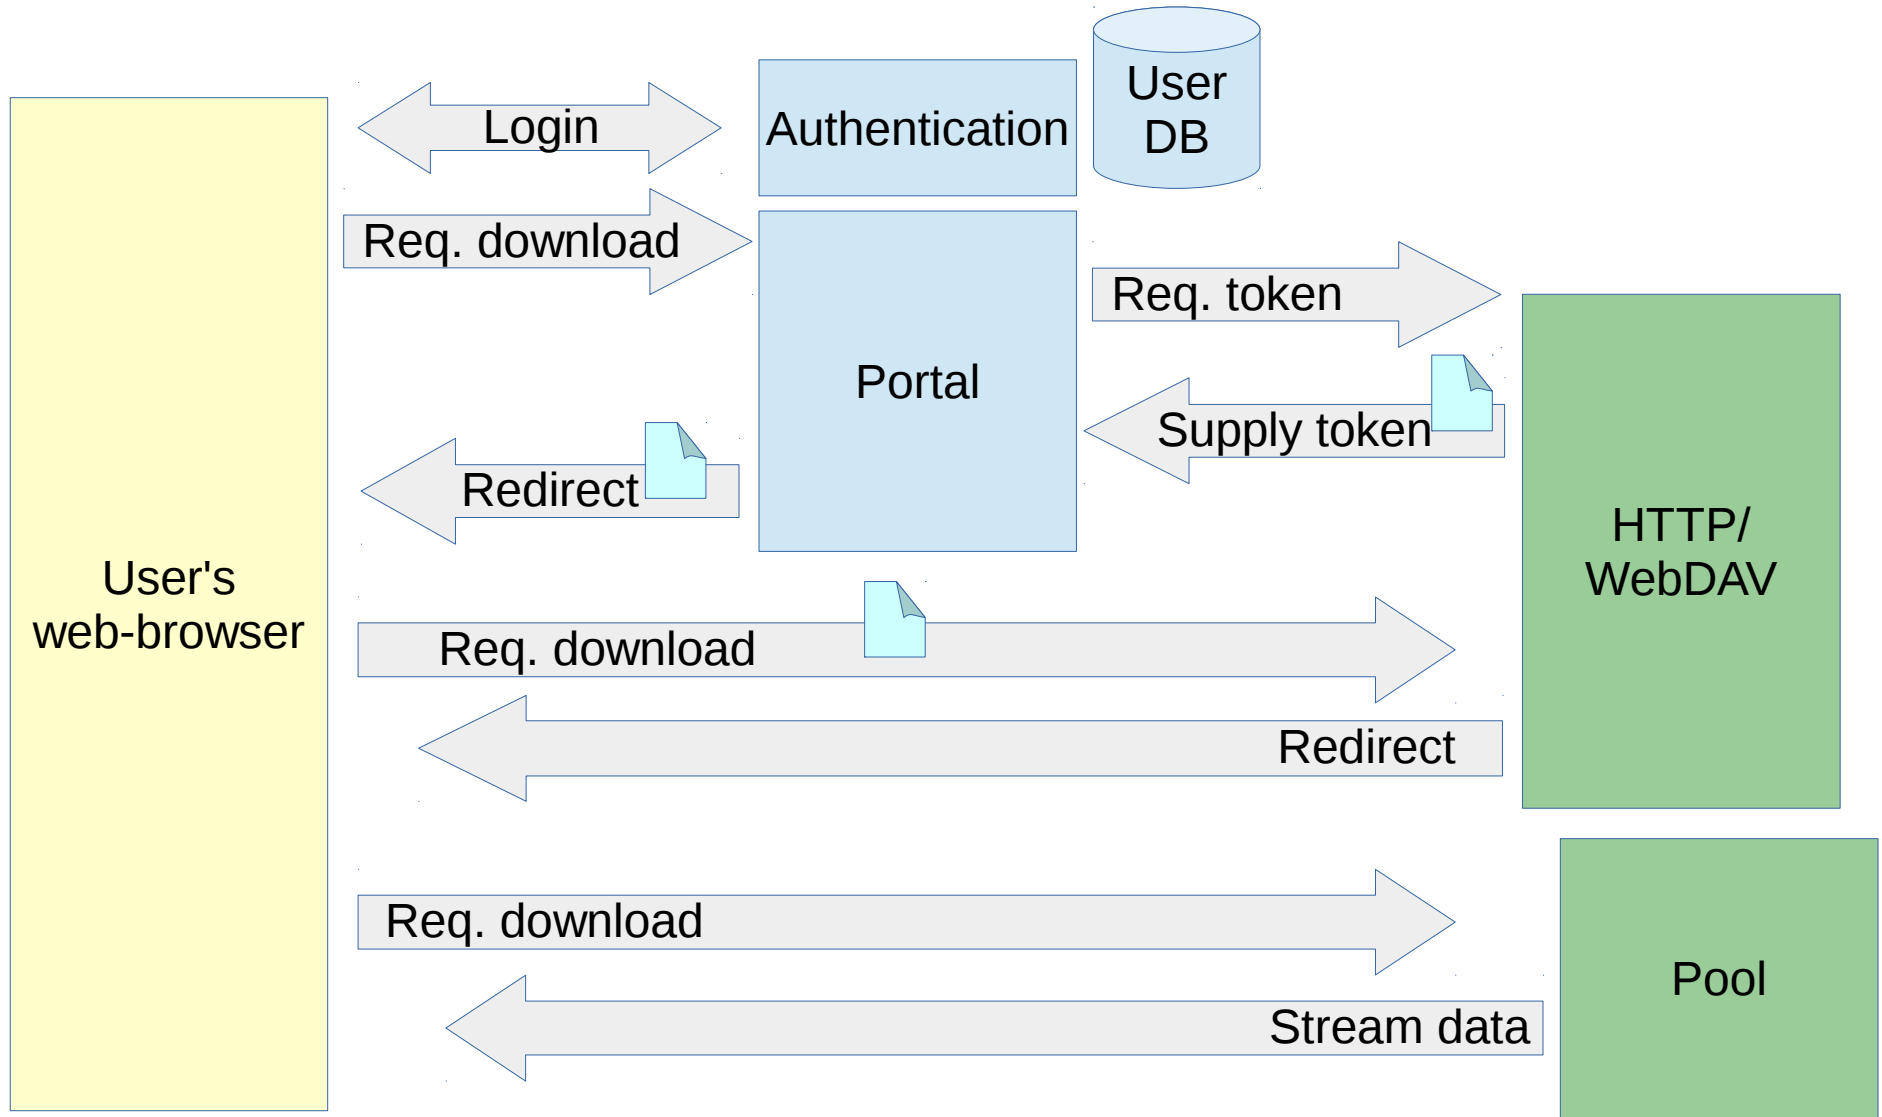 User
DB
Login
Authentication
Req. download
Req. token
Portal
Supply token
Redirect
HTTP/
WebDAV
User's
web-browser
Req. download
Redirect
Req. download
Pool
Stream data